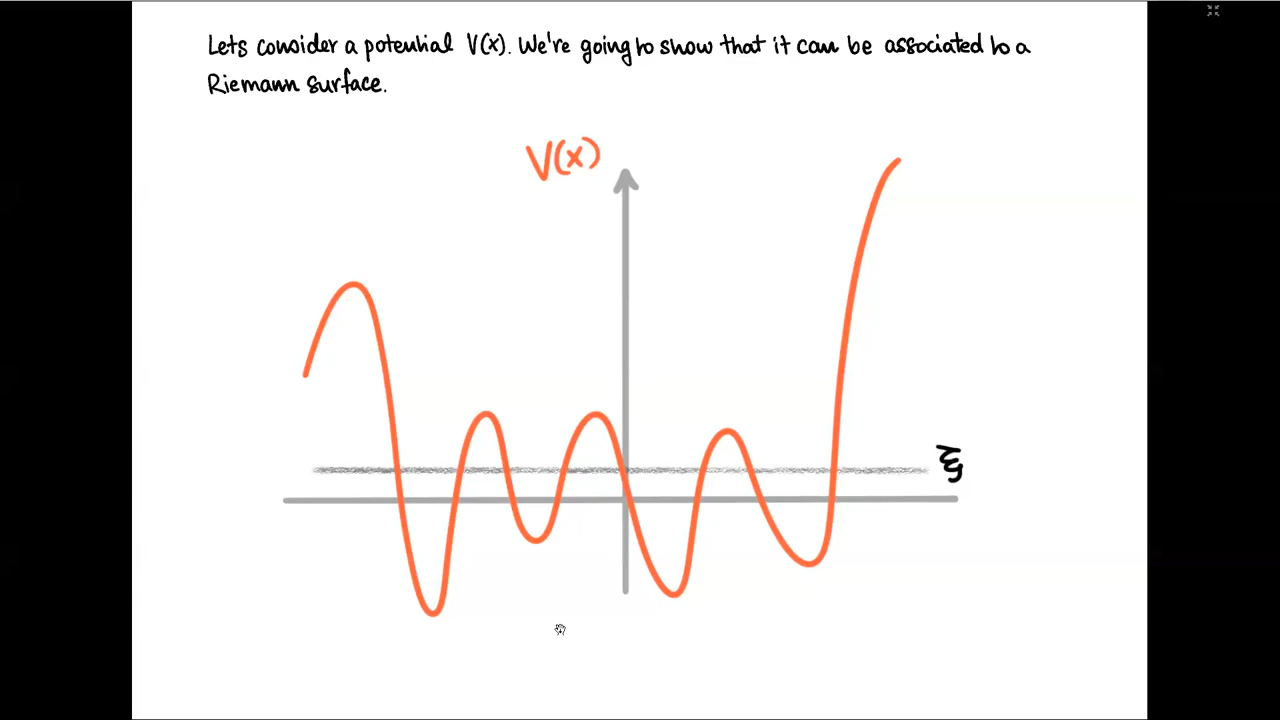 Lets consider a potential V(x). We're going to show that it can be associated to a
Riemann surface.
V(x)
ξ